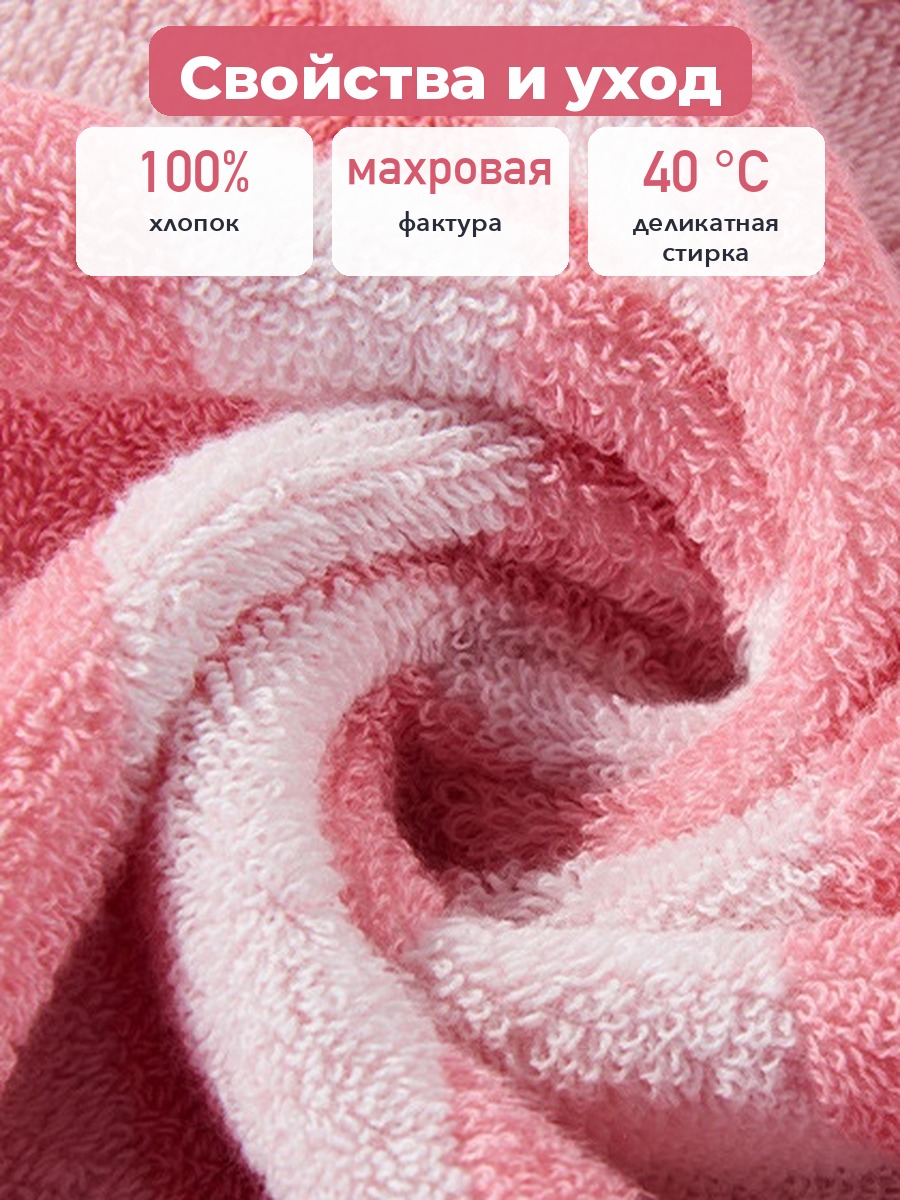 Свойства и уход
100%
хлопок
махровая
фактура
40 °C
деликатная
стирка